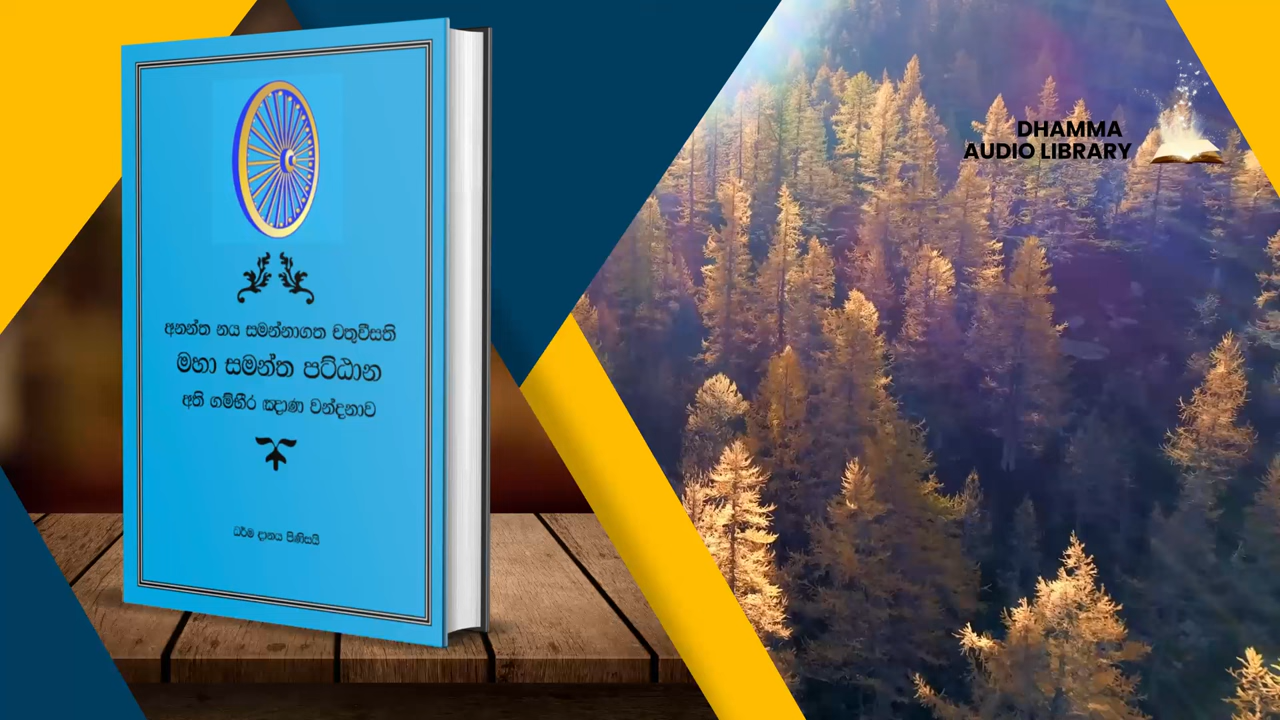 අනන්ත නය සමන්නාගත චතුවීසති
මහා සමන්ත පට්ඨාන
අති ගම්භීර ඤාණ වන්දනාව
ධර්ම දානය පිණිසයි
DHAMMA
AUDIO LIBRARY